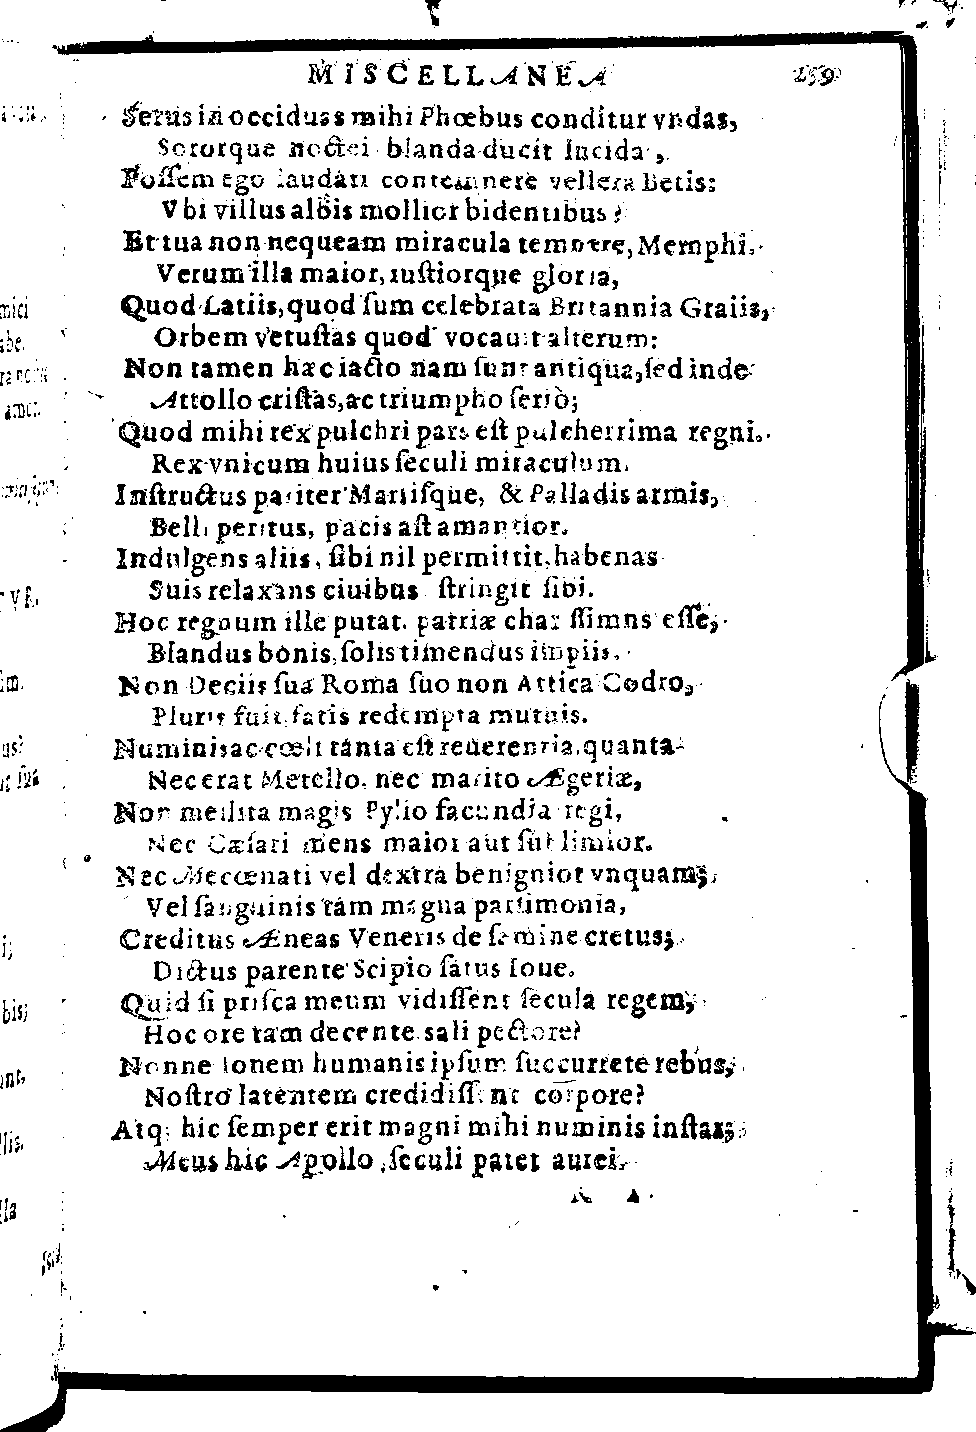 MISCELLANEA 259
Serus in occiduas mihi Phœbus conditur vndas,
Sororque noctei blanda ducit lucida,
Possem ego laudari contemnere vellera Betis:
Vbi villus albis mollior bidentibus?
Et tua non nequeam miracula temnere, Memphi,
Verum illa maior, iustiorque gloria,
Quod Latiis, quod sum celebrata Britannia Graiis,
Orbem vetustas quod vocauit alterum:
Non tamen hæc iacto nam sunt antiqua, sed inde
Attollo cristas, ac triumpho seriò;
Quod mihi rex pulchri pars est pulcherrima regni.
Rex vnicum huius seculi miraculum.
Instructus pariter Martisque, & Palladis armis,
Belli peritus, pacis ast amantior.
Indulgens aliis, sibi nil permittit, habenas
Suis relaxans ciuibus stringit sibi.
Hoc regnum ille putat, patriæ charissimus esse,
Blandus bonis, solis timendus impiis.
Non Deciis sua Roma suo non Attica Codro,
Pluris fuit, fatis redempta mutuis.
Numinis ac cœli tanta est reuerentia, quanta
Nec erat Metello, nec marito Ægeriæ,
Non mellita magis Pylio facundia regi,
Nec Cæsari mens maior aut sublimior.
Nec Mecœnati vel dextra benignior vnquam;
Vel sanguinis tam magna parsimonia,
Creditus Æneas Veneris de semine cretus;
Dictus parente Scipio satus Ioue.
Quid si prisca meum vidissent secula regem,
Hoc ore tam decente, tali pectore?
Nonne Iouem humanis ipsum succurrere rebus,
Nostro latentem credidissent corpore?
Atq; hic semper erit magni mihi numinis instar;
Meus hic Apollo, seculi pater aurei.